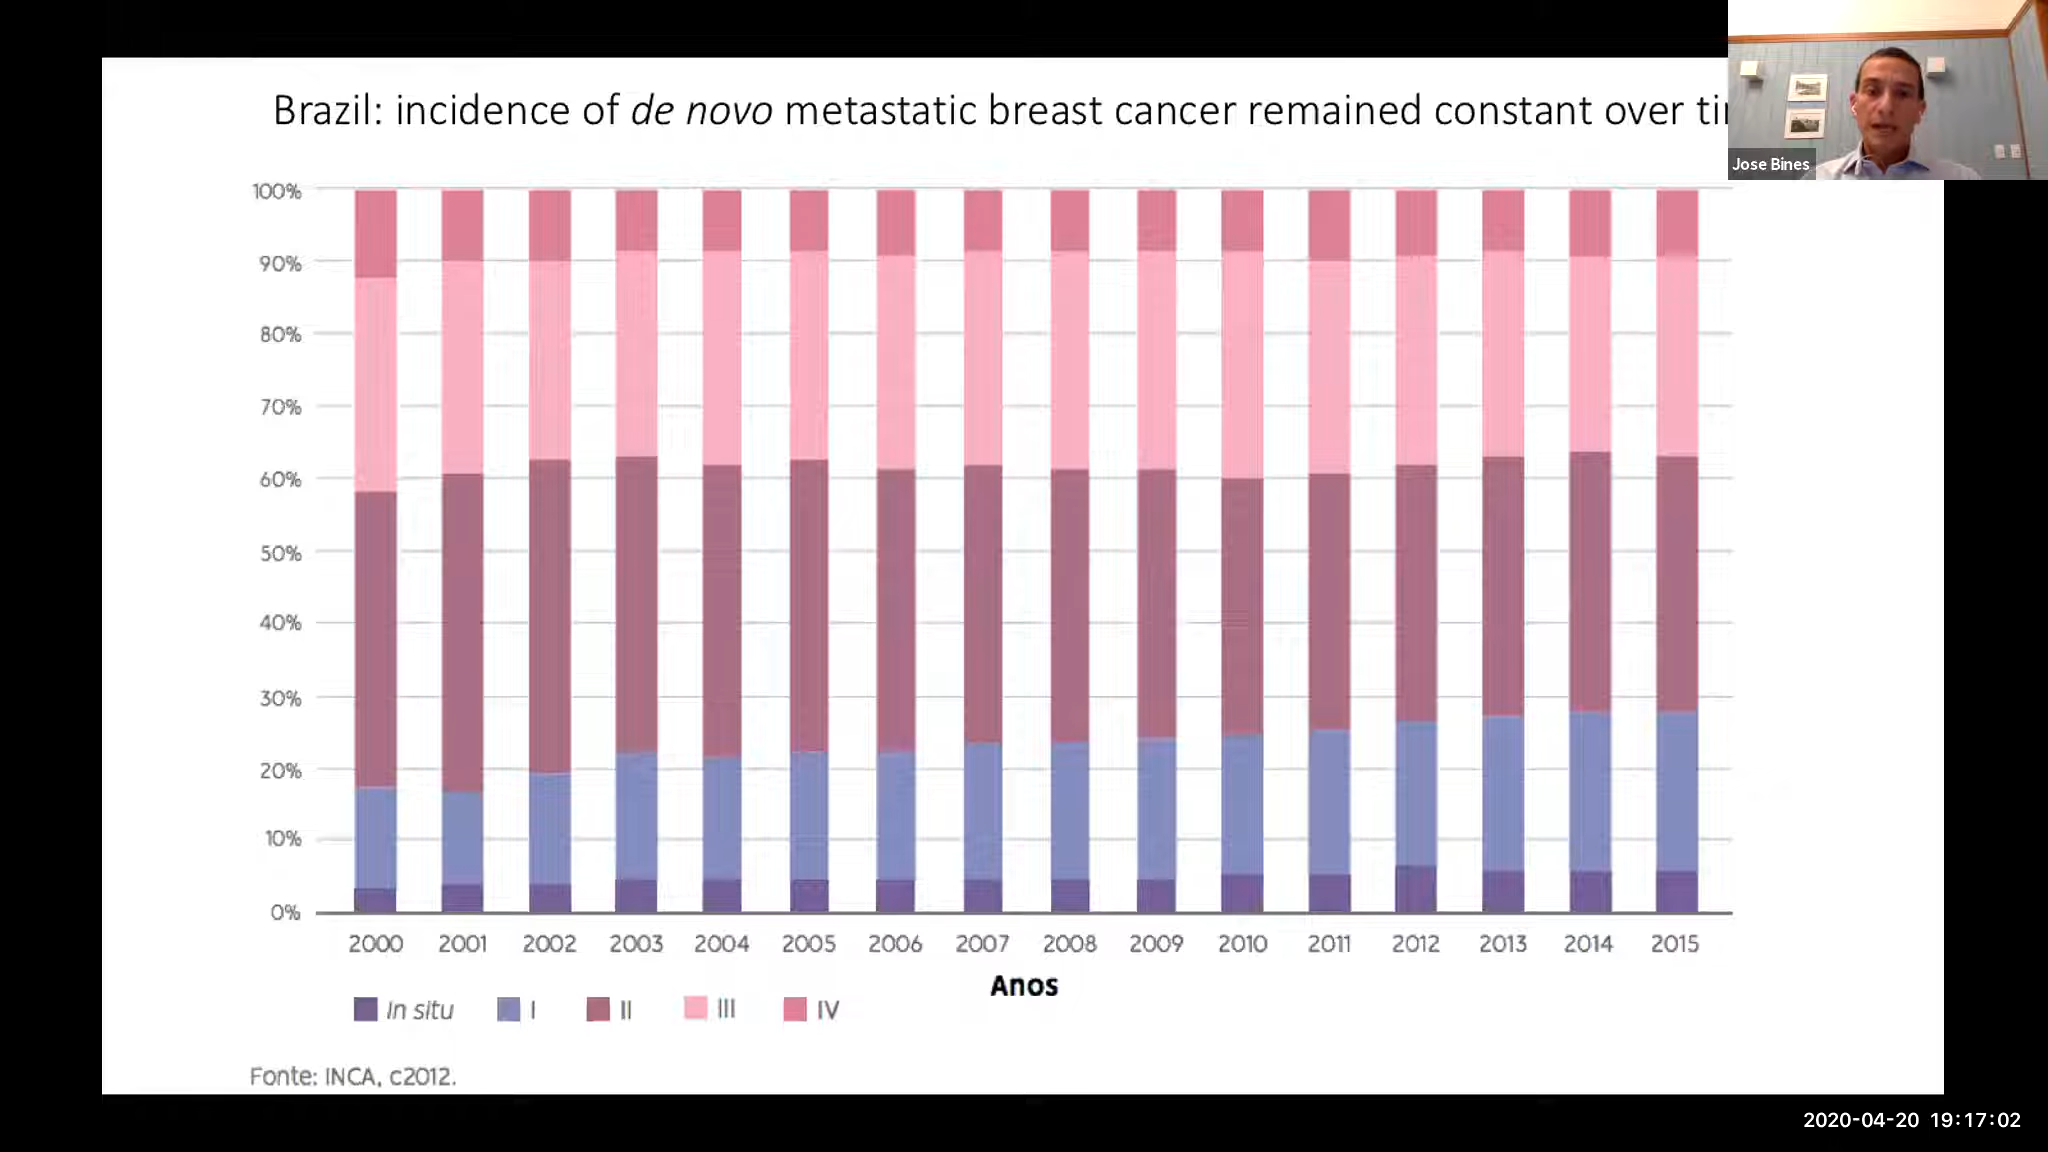 Brazil: incidence of de novo metastatic breast cancer remained constant over
Jose Bines
100%
90%
80%
70%
60%
50%
40%
30%
20%
10%
0%
2000 2001 2002 2003 2004 2005 2006 2007 2008 2009 2010 2011 2012 2013 2014 2015
Anos
In situ I II III IV
Fonte: INCA, c2012.
2020-04-20 19:17:02